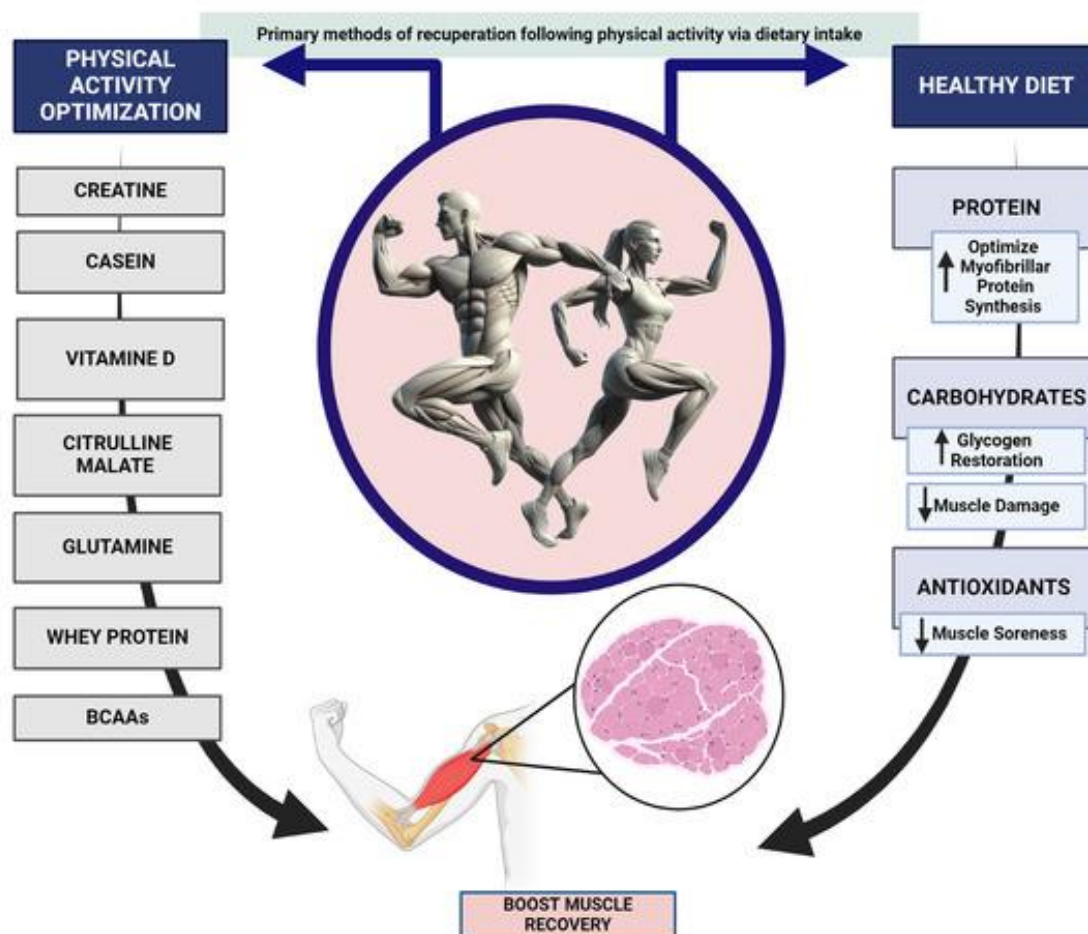 Primary methods of recuperation following physical activity via dietary intake
PHYSICAL
ACTIVITY
OPTIMIZATION
CREATINE
CASEIN
VITAMINE D
CITRULLINE
MALATE
GLUTAMINE
WHEY PROTEIN
BCAAs
HEALTHY DIET
PROTEIN
Optimize
Myofibrillar
Protein
Synthesis
CARBOHYDRATES
Glycogen
Restoration
Muscle Damage
ANTIOXIDANTS
Muscle Soreness
BOOST MUSCLE
RECOVERY